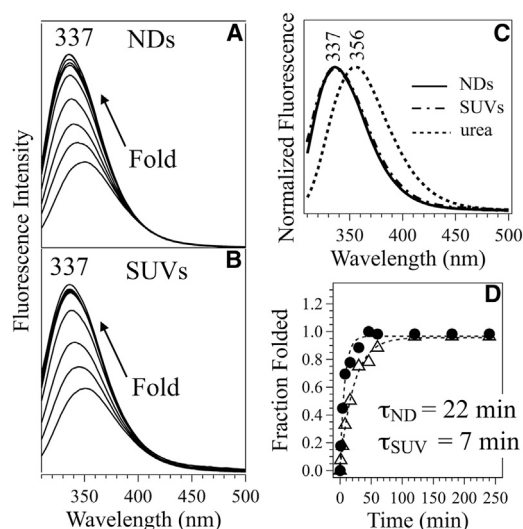 A
337
NDs
Fold
B
337
SUVs
Fold
Fluorescence Intensity
350 400 450 500
Wavelength (nm)
C
337
356
NDs
SUVs
urea
Normalized Fluorescence
350 400 450 500
Wavelength (nm)
D
1.2
1.0
0.8
0.6
0.4
0.2
0.0
Fraction Folded
τND = 22 min
τSUV = 7 min
0 50 100 150 200 250
Time (min)